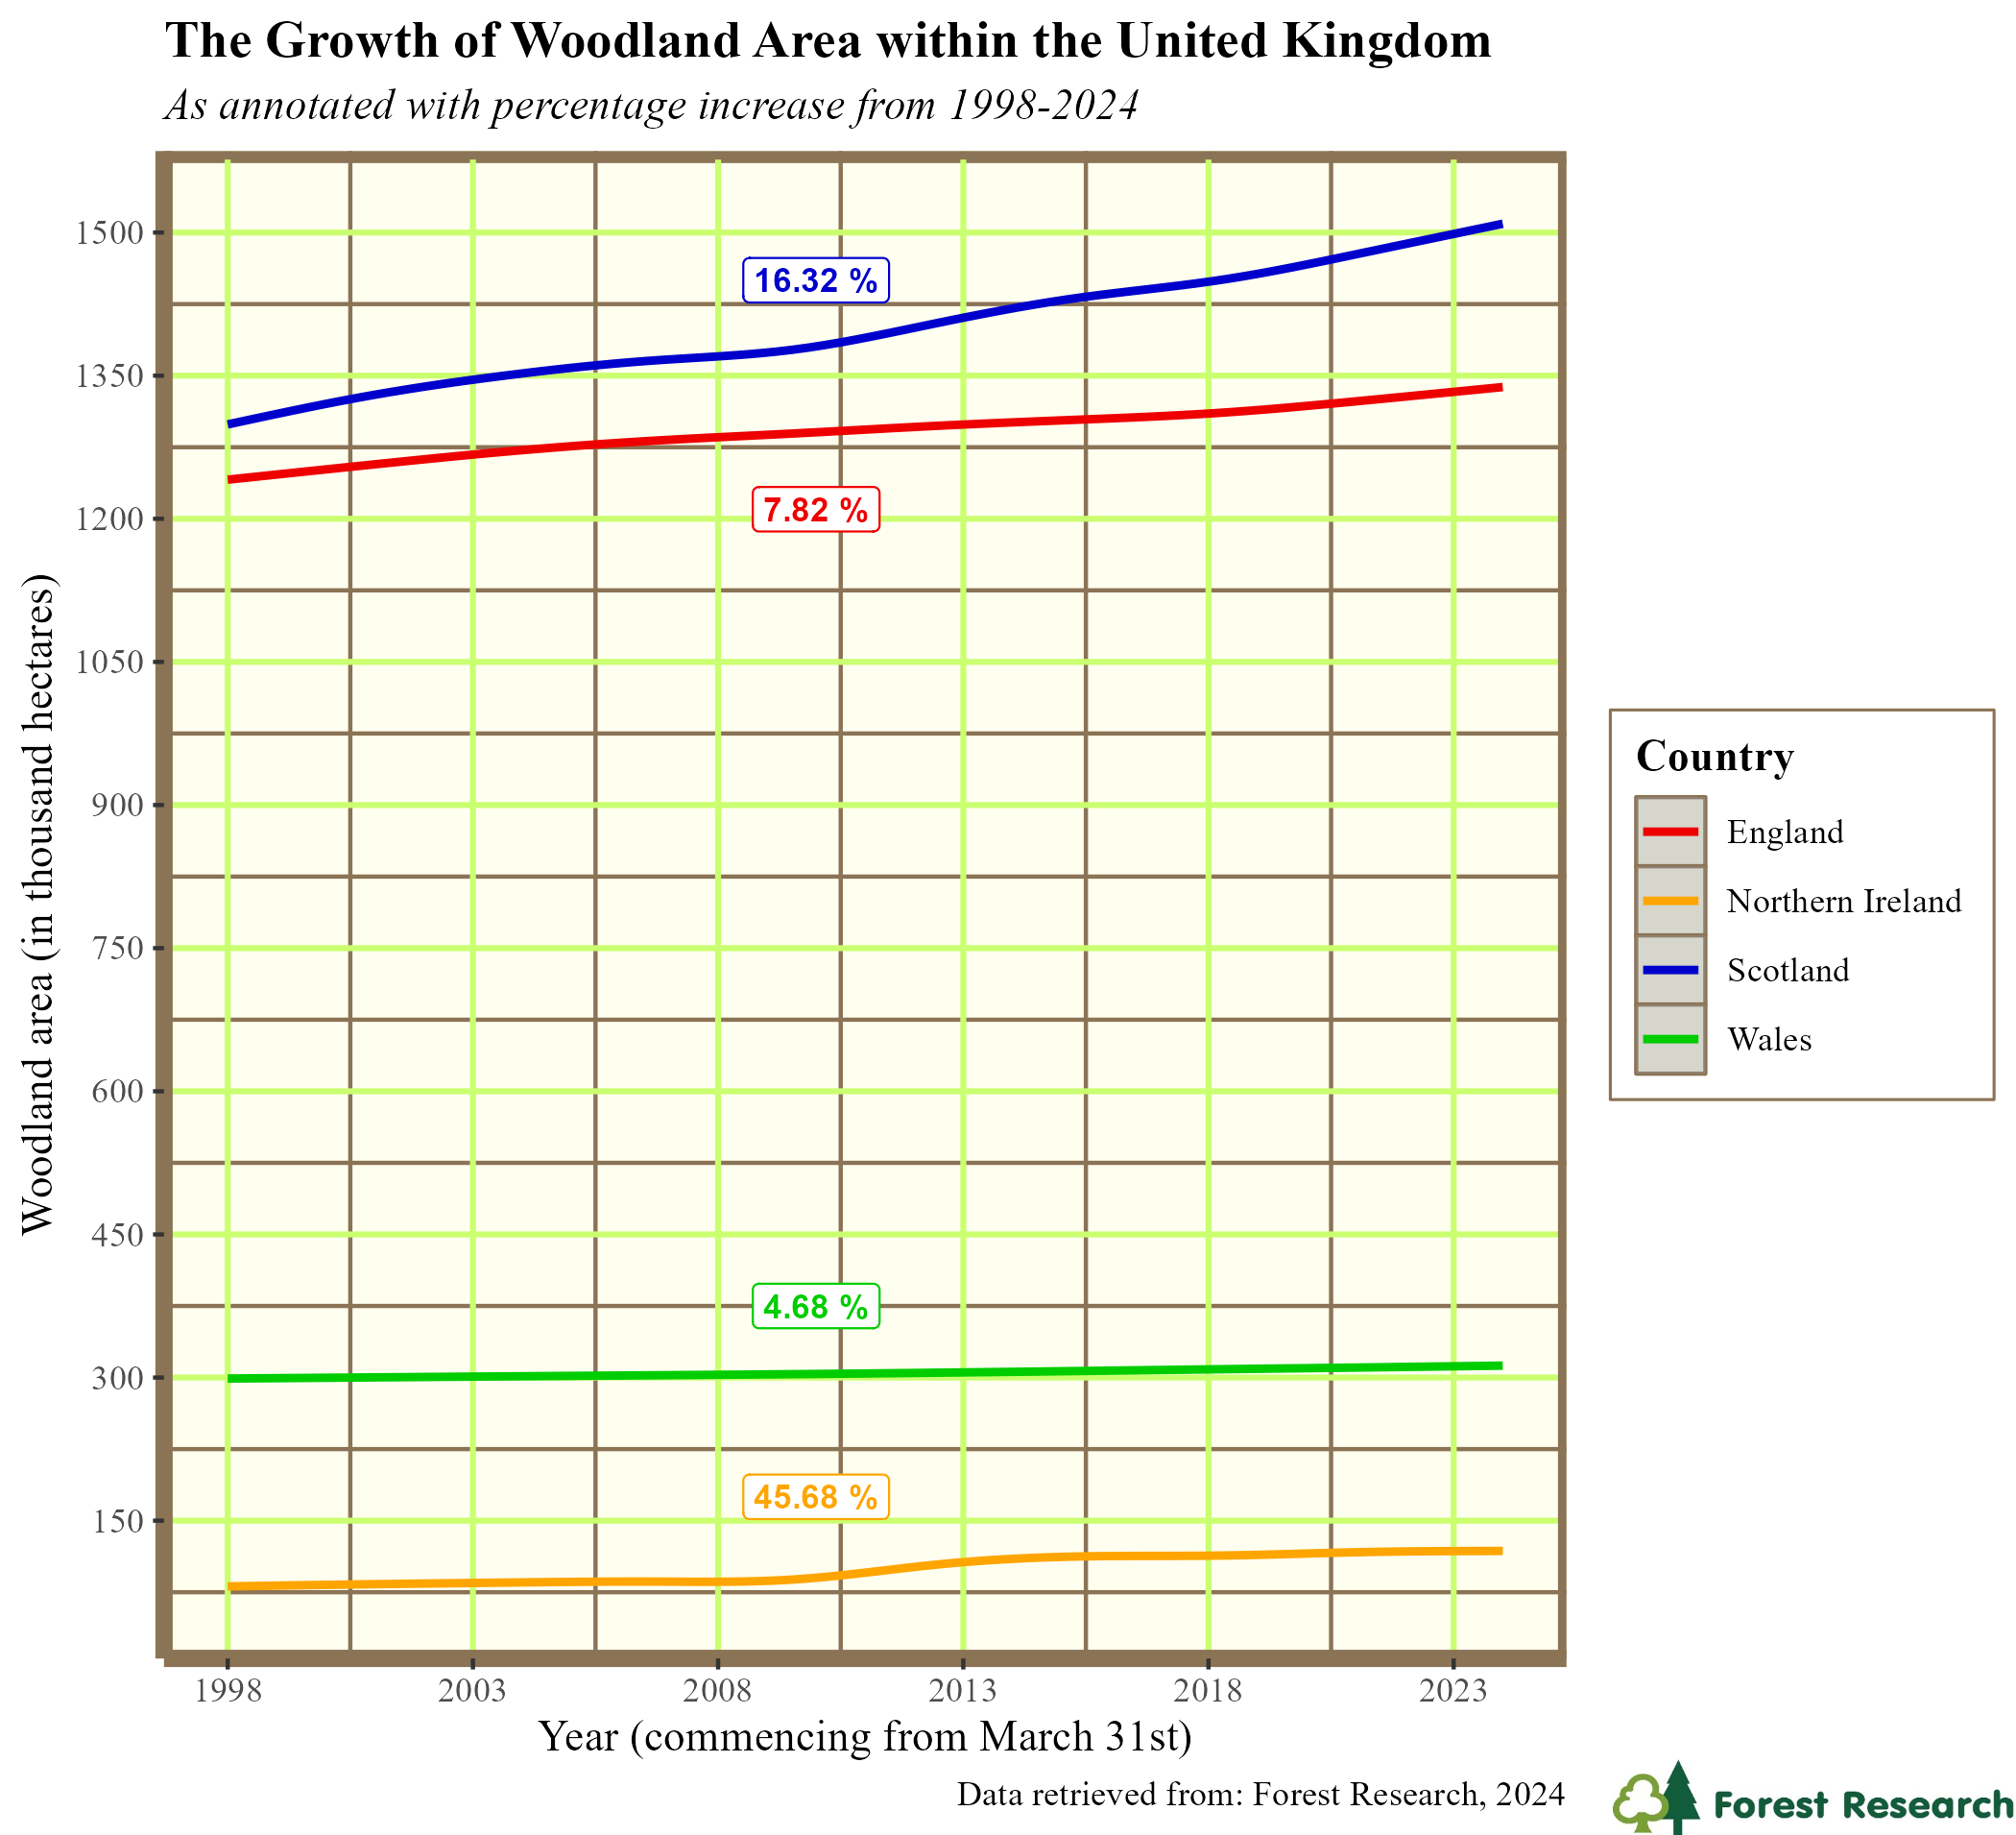 The Growth of Woodland Area within the United Kingdom
As annotated with percentage increase from 1998-2024
Woodland area (in thousand hectares)
1500
1350
1200
1050
900
750
600
450
300
150
16.32 %
7.82 %
4.68 %
45.68 %
1998 2003 2008 2013 2018 2023
Year (commencing from March 31st)
Country
England
Northern Ireland
Scotland
Wales
Data retrieved from: Forest Research, 2024
Forest Research